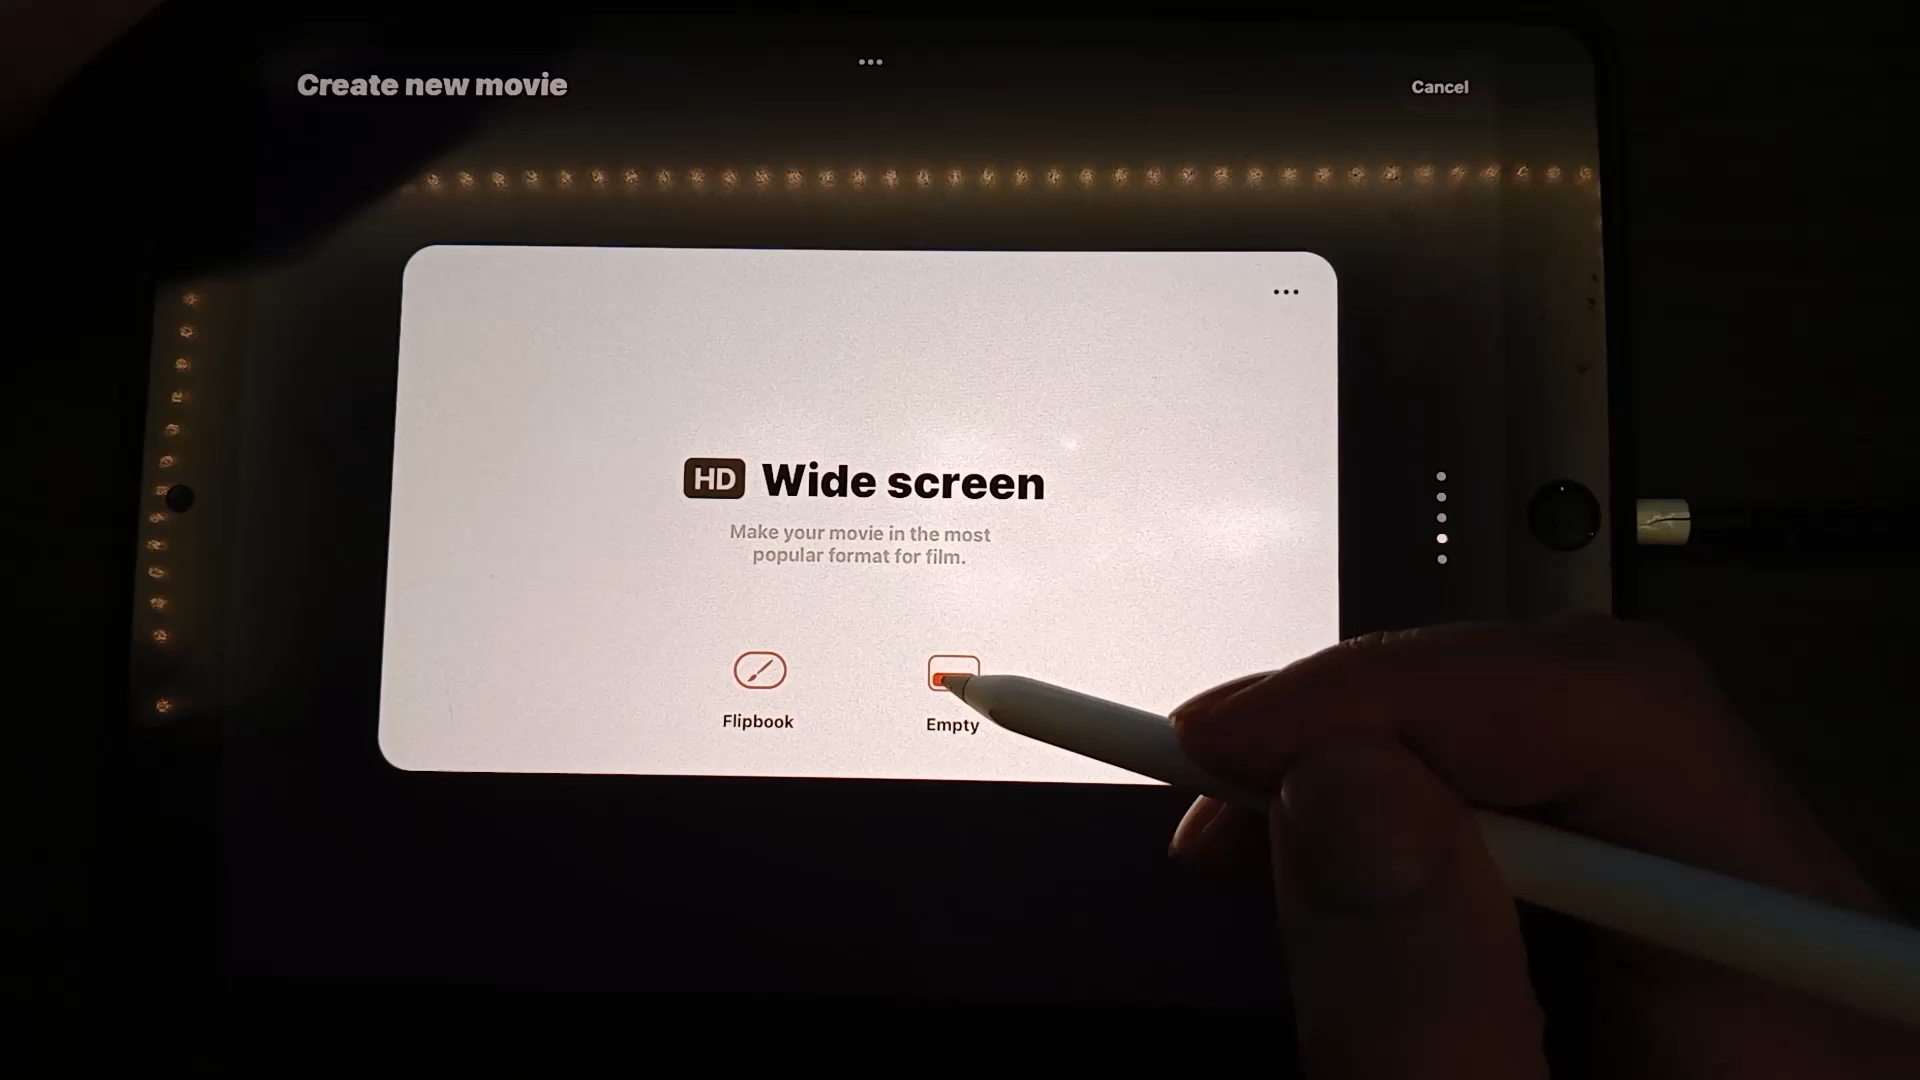 Create new movie
Cancel
HD Wide screen
Make your movie in the most
popular format for film.
Flipbook
Empty